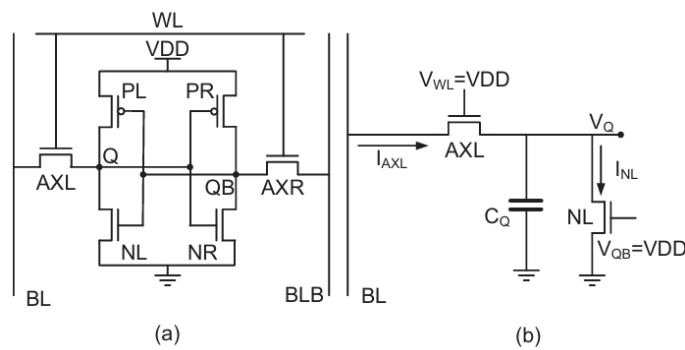 WL
VDD
PL
PR
Q
QB
AXL
AXR
NL
NR
BL
BLB
(a)
V_WL=VDD
V_Q
I_AXL
AXL
I_NL
C_Q
NL
V_QB=VDD
BL
(b)